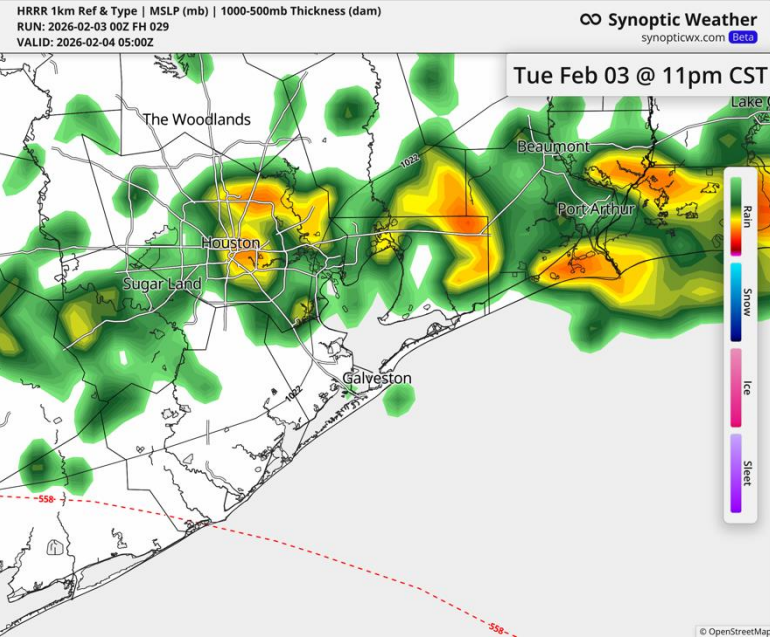 HRRR 1km Ref & Type | MSLP (mb) | 1000-500mb Thickness (dam)
RUN: 2026-02-03 00Z FH 029
VALID: 2026-02-04 05:00Z
Synoptic Weather
synopticwx.com Beta
Tue Feb 03 @ 11pm CST
Lake
The Woodlands
Beaumont
1022
Port Arthur
Houston
Sugar Land
Galveston
1022
558
558
Rain
Snow
Ice
Sleet
© OpenStreetMap